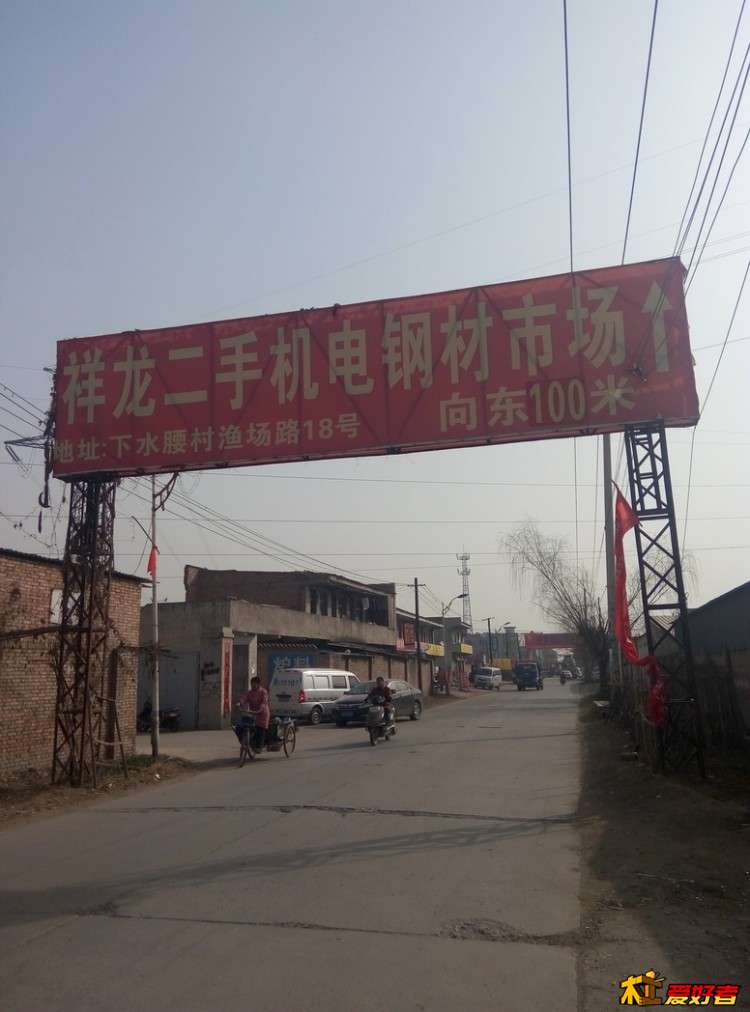 祥龙二手机电钢材市场↑
向东100米
地址:下水腰村渔场路18号
杠爱好者